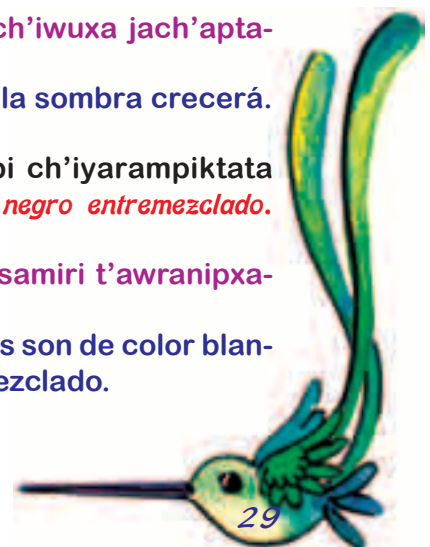 ch'iwuxa jach'apta-
la sombra crecerá.
pi ch'iyarampiktata
negro entremezclado.
samiri t'awranipxa-
s son de color blan-
ezclado.
29